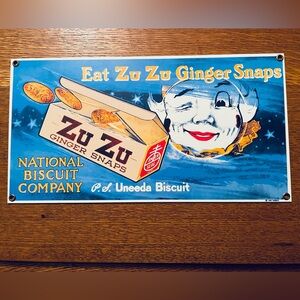 Eat Zu Zu Ginger Snaps
Zu Zu
GINGER SNAPS
NATIONAL
BISCUIT
COMPANY
P.S. Uneeda Biscuit